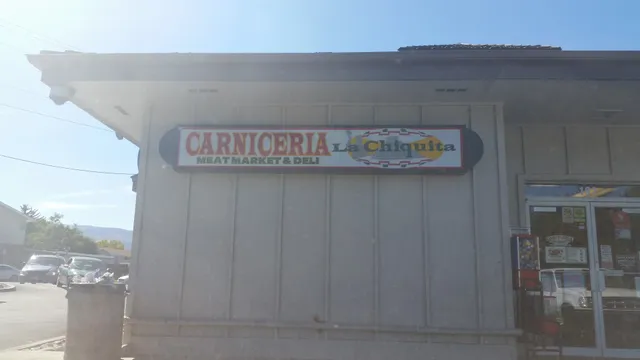 CARNICERIA
MEAT MARKET & DELI
La Chiquita